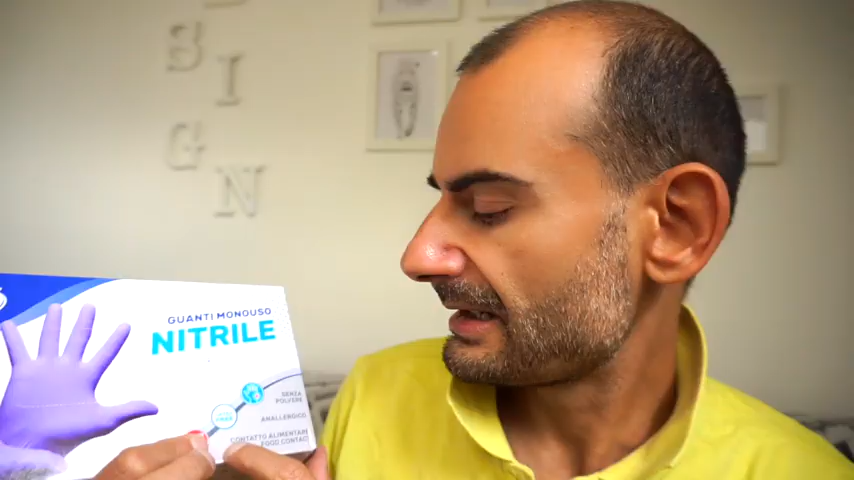 S
I
G
N
GUANTI MONOUSO
NITRILE
SENZA
POLVERE
ANALLERGICO
CONTATTO ALIMENTARE
FOOD CONTACT